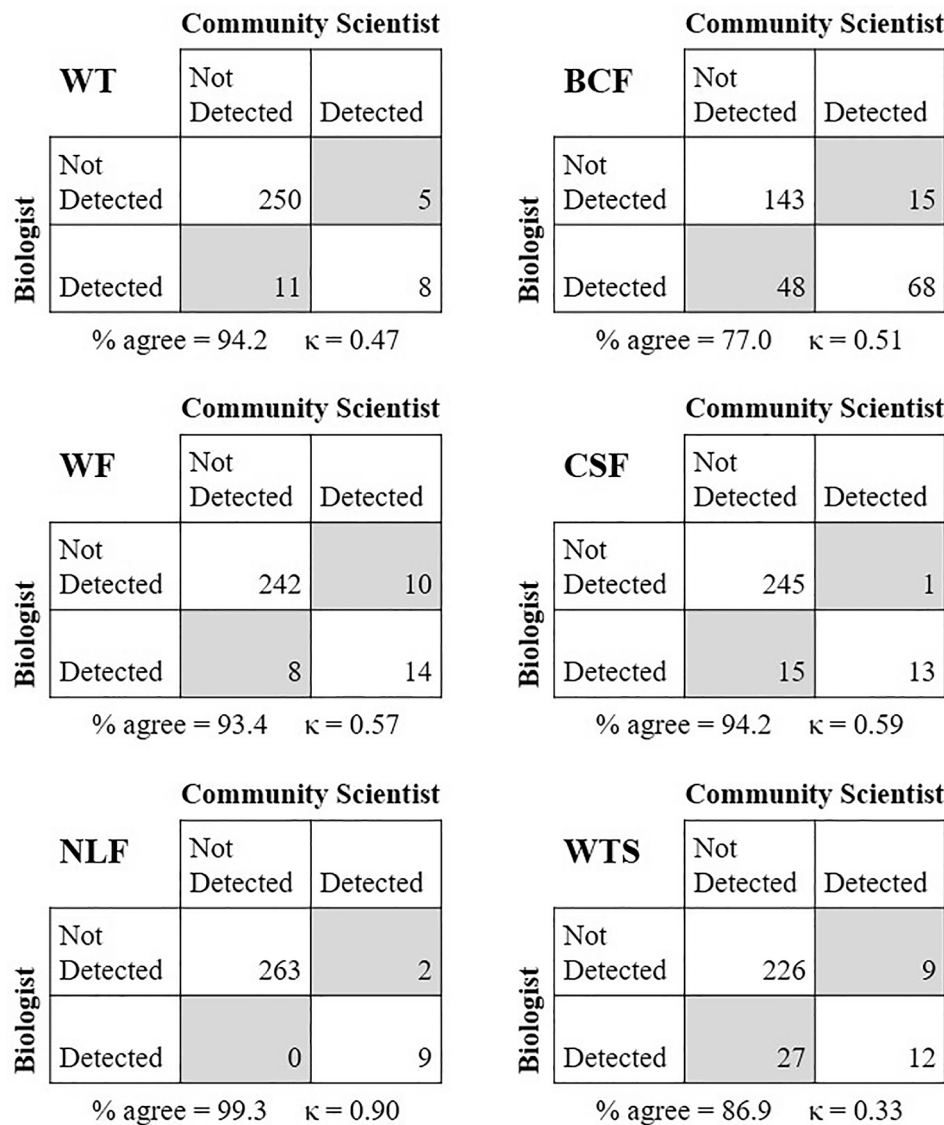 Community Scientist
WT
Not
Detected
Detected
Biologist
Not
Detected
250
5
Detected
11
8
% agree = 94.2 κ = 0.47
Community Scientist
BCF
Not
Detected
Detected
Biologist
Not
Detected
143
15
Detected
48
68
% agree = 77.0 κ = 0.51
Community Scientist
WF
Not
Detected
Detected
Biologist
Not
Detected
242
10
Detected
8
14
% agree = 93.4 κ = 0.57
Community Scientist
CSF
Not
Detected
Detected
Biologist
Not
Detected
245
1
Detected
15
13
% agree = 94.2 κ = 0.59
Community Scientist
NLF
Not
Detected
Detected
Biologist
Not
Detected
263
2
Detected
0
9
% agree = 99.3 κ = 0.90
Community Scientist
WTS
Not
Detected
Detected
Biologist
Not
Detected
226
9
Detected
27
12
% agree = 86.9 κ = 0.33